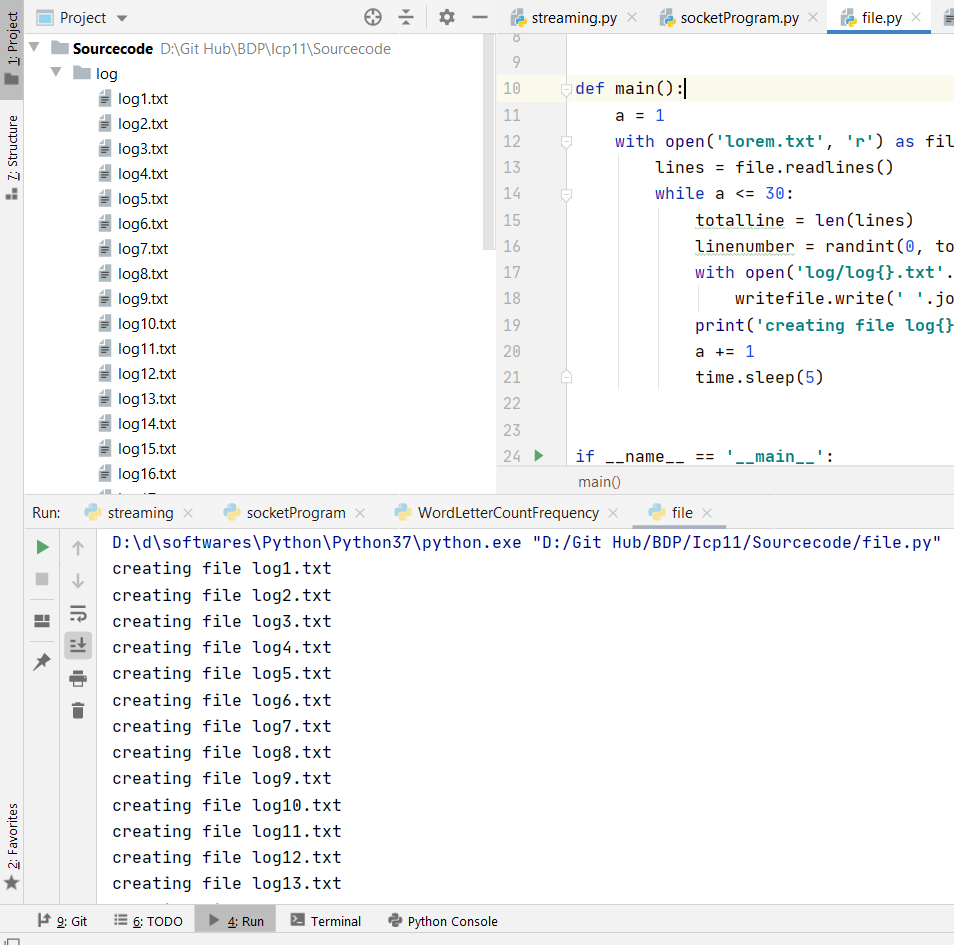 1: Project
7: Structure
2: Favorites
Project
Sourcecode D:\Git Hub\BDP\Icp11\Sourcecode
log
log1.txt
log2.txt
log3.txt
log4.txt
log5.txt
log6.txt
log7.txt
log8.txt
log9.txt
log10.txt
log11.txt
log12.txt
log13.txt
log14.txt
log15.txt
log16.txt
streaming.py socketProgram.py file.py
8
9
10 def main():
11 a = 1
12 with open('lorem.txt', 'r') as fil
13 lines = file.readlines()
14 while a <= 30:
15 totalline = len(lines)
16 linenumber = randint(0, to
17 with open('log/log{}.txt'.
18 writefile.write(' '.jo
19 print('creating file log{}
20 a += 1
21 time.sleep(5)
22
23
24 if __name__ == '__main__':
main()
Run: streaming socketProgram WordLetterCountFrequency file
D:\d\softwares\Python\Python37\python.exe "D:/Git Hub/BDP/Icp11/Sourcecode/file.py"
creating file log1.txt
creating file log2.txt
creating file log3.txt
creating file log4.txt
creating file log5.txt
creating file log6.txt
creating file log7.txt
creating file log8.txt
creating file log9.txt
creating file log10.txt
creating file log11.txt
creating file log12.txt
creating file log13.txt
9: Git 6: TODO 4: Run Terminal Python Console